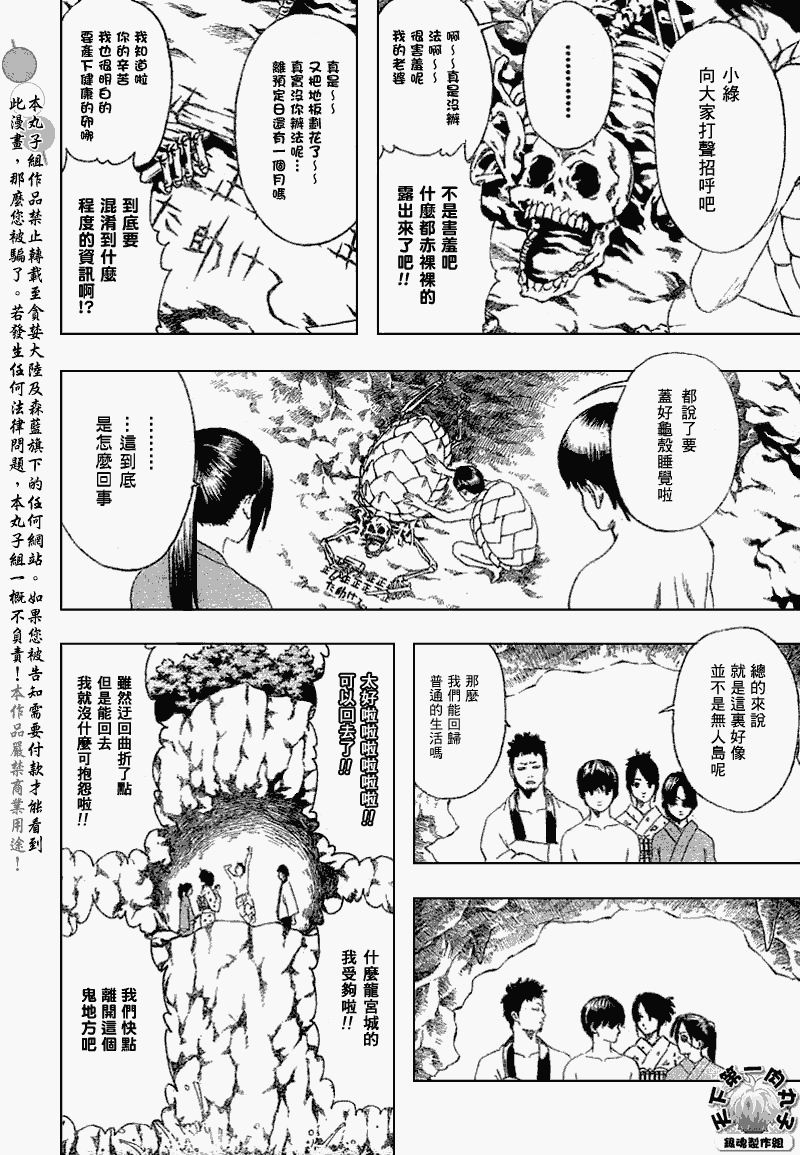 小綠
向大家打聲招呼吧
………………
啊～～真是沒辦
法啊～～
很害羞呢
我的老婆
不是害羞吧
什麼都赤裸裸的
露出來了吧!!
真是～～
又把地板劃花了～～
真實沒你辦法呢…
離預定日還有一個月嗎
我知道啦
你的辛苦
我也很明白的
要產下健康的卵哪
到底要
混淆到什麼
程度的資訊啊!?
都說了要
蓋好龜殼睡覺啦
………
…這到底
是怎麼回事
總的來說
就是這裏好像
並不是無人島呢
那麼
我們能回歸
普通的生活嗎
太好啦啦啦啦啦啦!!
可以回去了!!
雖然迂回曲折了點
但是能回去
我就沒什麼可抱怨啦!!
什麼龍宮城的
我受夠啦!!
我們快點
離開這個
鬼地方吧
本丸子組作品禁止轉載至貪婪大陸及森藍旗下的任何網站。如果您被告知需要付款才能看到
此漫畫，那麼您被騙了。若發生任何法律問題，本丸子組一概不負責！本作品嚴禁商業用途！
天下第一肉丸子
銀魂製作組